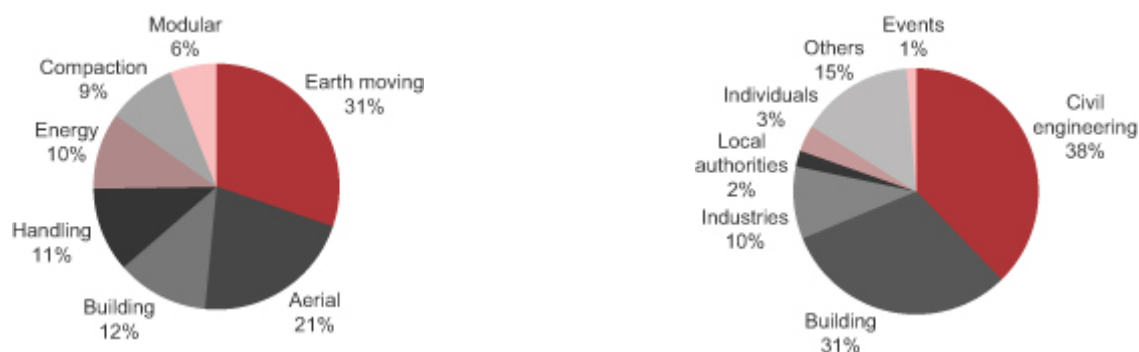 Modular
6%
Earth moving
31%
Aerial
21%
Building
12%
Handling
11%
Energy
10%
Compaction
9%
Events
1%
Civil
engineering
38%
Building
31%
Industries
10%
Local
authorities
2%
Individuals
3%
Others
15%